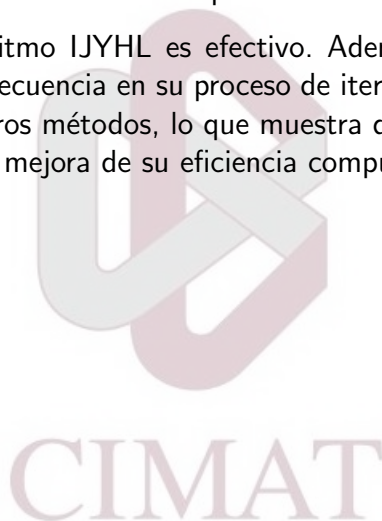 itmo IJYHL es efectivo. Ader
ecuencia en su proceso de iter
ros métodos, lo que muestra
mejora de su eficiencia compu
CIMAT